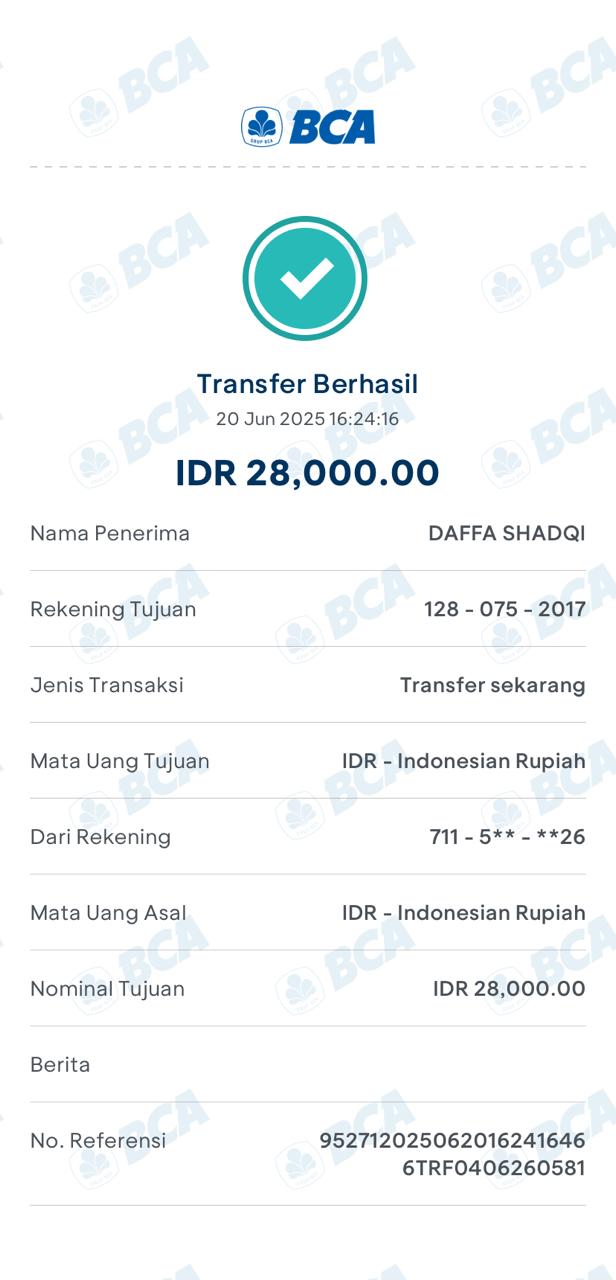 BCA
Transfer Berhasil
20 Jun 2025 16:24:16
IDR 28,000.00
Nama Penerima DAFFA SHADQI
Rekening Tujuan 128 - 075 - 2017
Jenis Transaksi Transfer sekarang
Mata Uang Tujuan IDR - Indonesian Rupiah
Dari Rekening 711 - 5** - **26
Mata Uang Asal IDR - Indonesian Rupiah
Nominal Tujuan IDR 28,000.00
Berita
No. Referensi 952712025062016241646
6TRF0406260581